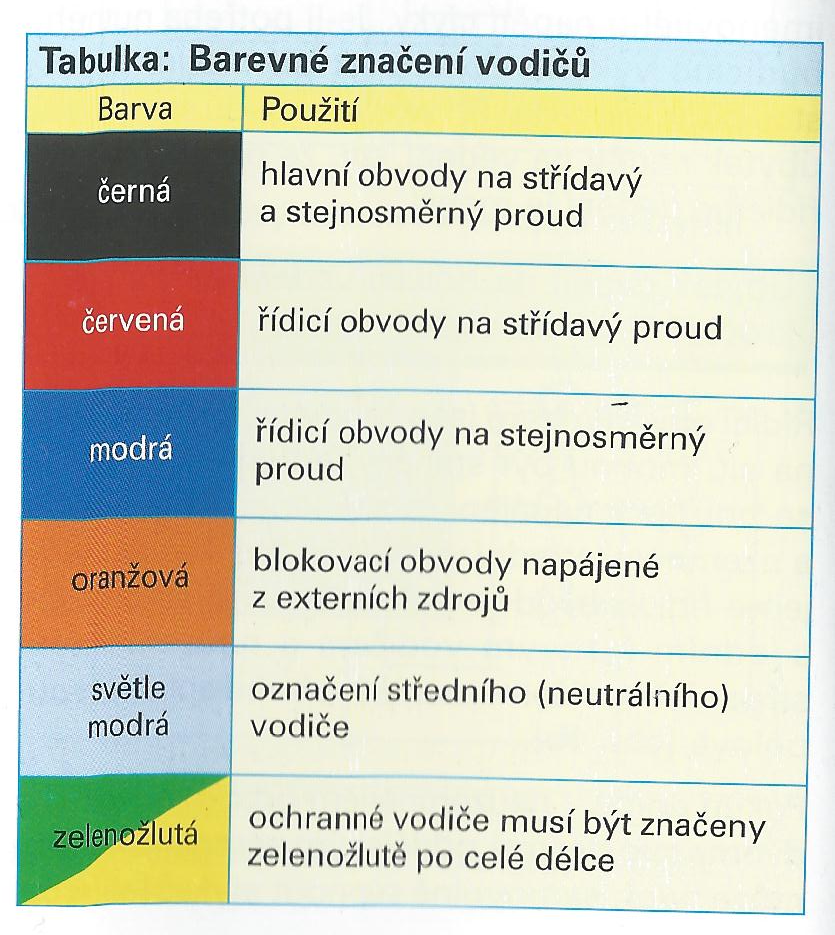 Tabulka: Barevné značení vodičů
Barva Použití
černá
hlavní obvody na střídavý
a stejnosměrný proud
červená
řídicí obvody na střídavý proud
modrá
řídicí obvody na stejnosměrný
proud
oranžová
blokovací obvody napájené
z externích zdrojů
světle
modrá
označení středního (neutrálního)
vodiče
zelenožlutá
ochranné vodiče musí být značeny
zelenožlutě po celé délce